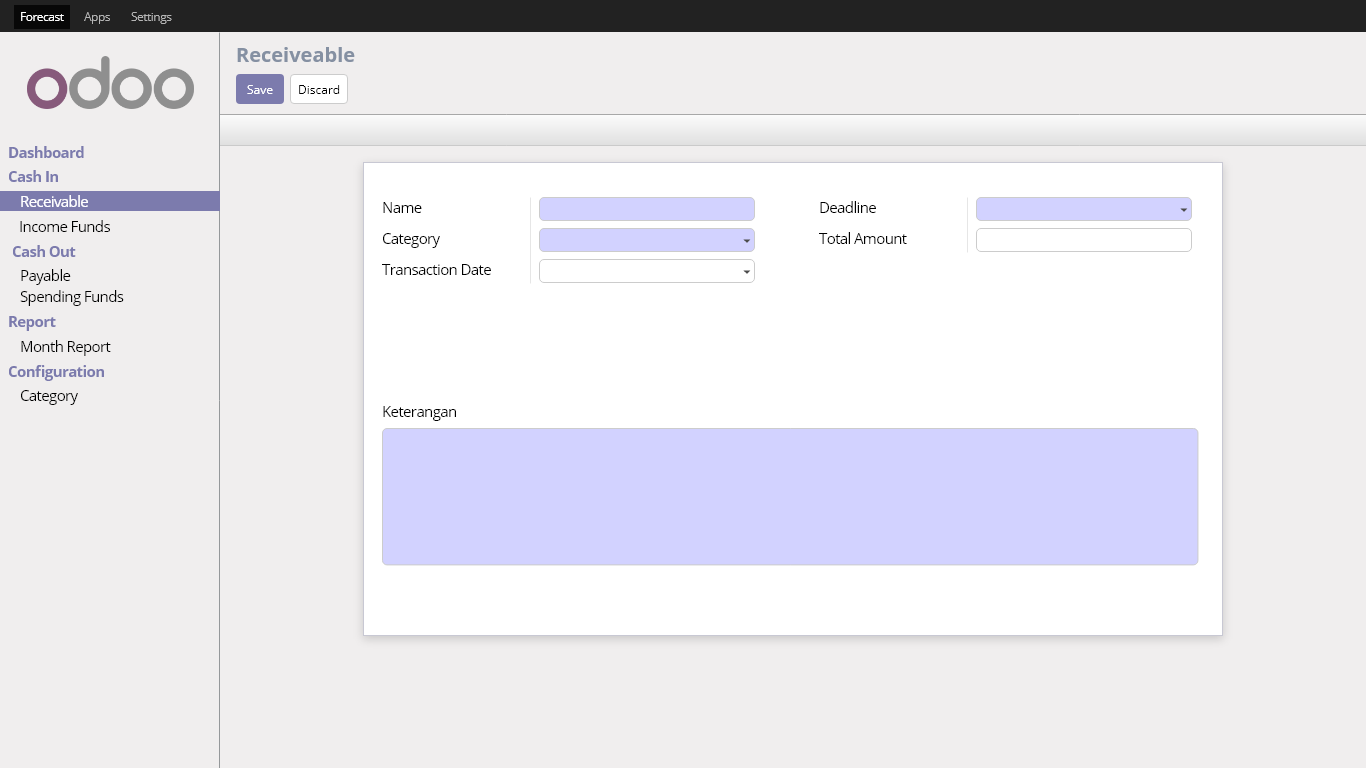 Forecast Apps Settings
odoo
Receiveable
Save Discard
Dashboard
Cash In
Receivable
Income Funds
Cash Out
Payable
Spending Funds
Report
Month Report
Configuration
Category
Name
Category
Transaction Date
Deadline
Total Amount
Keterangan